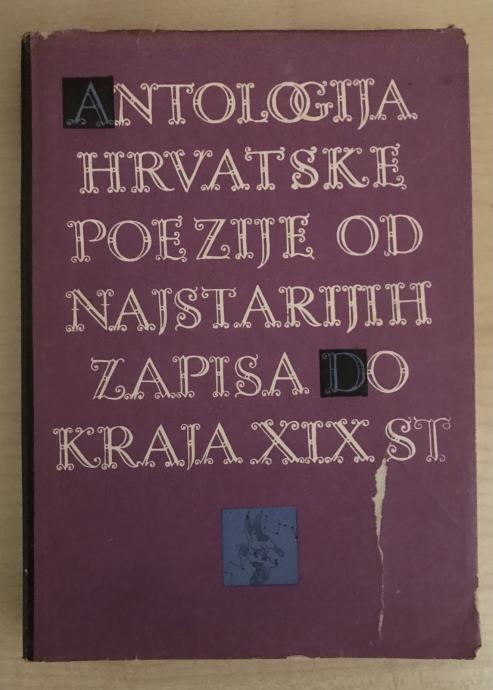 ANTOLOGIJA
HRVATSKE
POEZIJE OD
NAJSTARIJIH
ZAPISA DO
KRAJA XIX ST